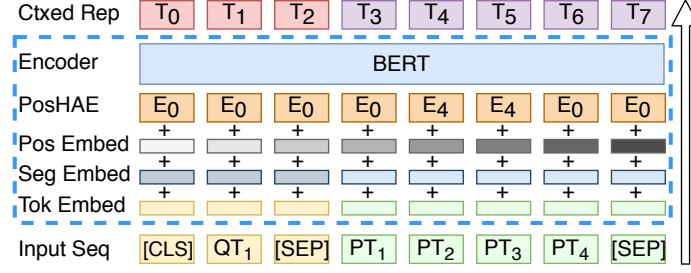 Ctxed Rep T0 T1 T2 T3 T4 T5 T6 T7
Encoder BERT
PosHAE E0 E0 E0 E0 E4 E4 E0 E0
+ + + + + + + +
Pos Embed
+ + + + + + + +
Seg Embed
+ + + + + + + +
Tok Embed
Input Seq [CLS] QT1 [SEP] PT1 PT2 PT3 PT4 [SEP]